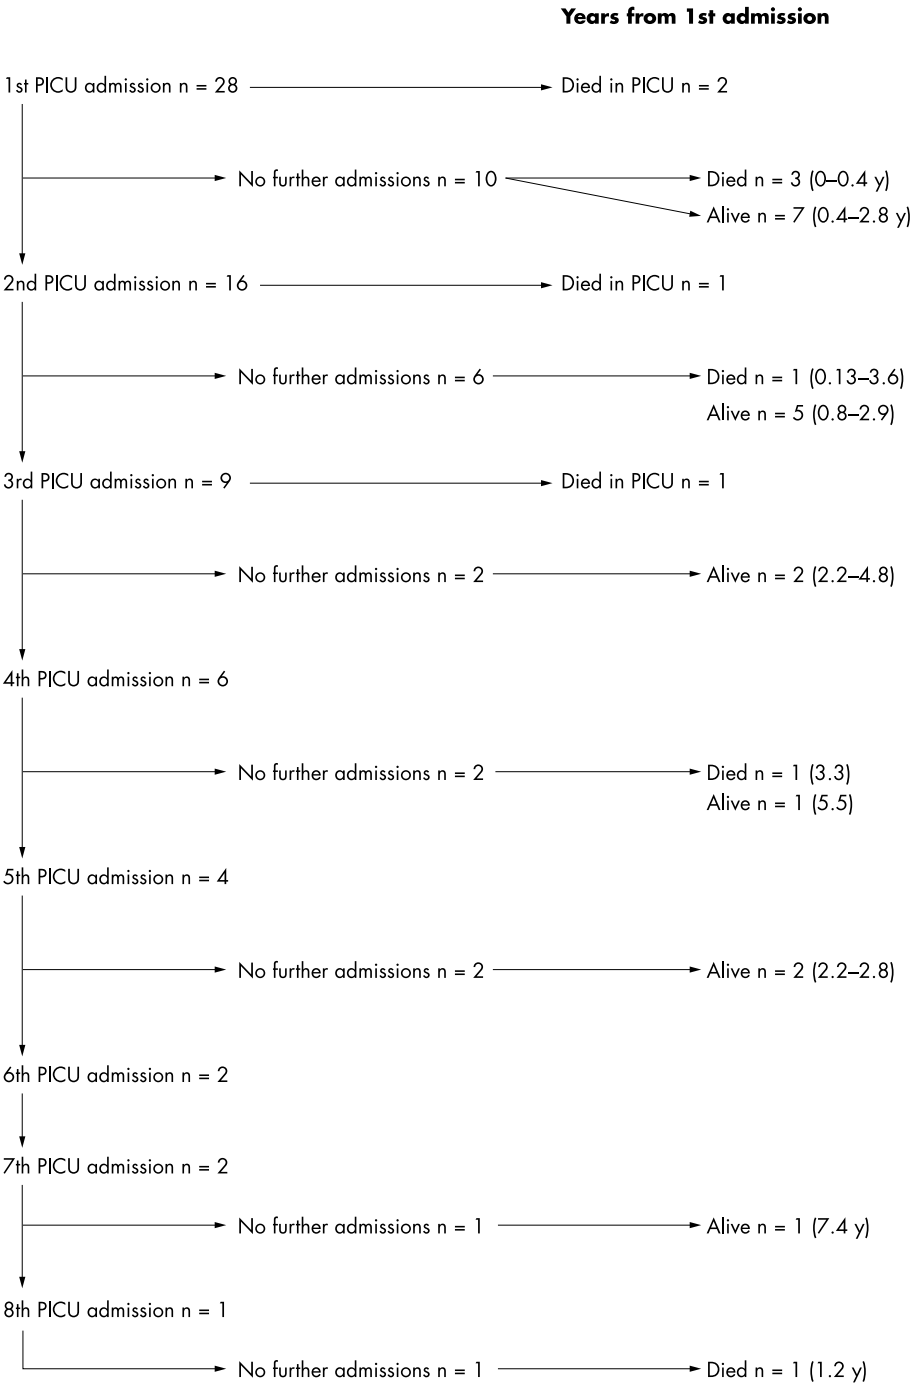 Years from 1st admission
1st PICU admission n = 28 Died in PICU n = 2
No further admissions n = 10 Died n = 3 (0–0.4 y)
Alive n = 7 (0.4–2.8 y)
2nd PICU admission n = 16 Died in PICU n = 1
No further admissions n = 6 Died n = 1 (0.13–3.6)
Alive n = 5 (0.8–2.9)
3rd PICU admission n = 9 Died in PICU n = 1
No further admissions n = 2 Alive n = 2 (2.2–4.8)
4th PICU admission n = 6
No further admissions n = 2 Died n = 1 (3.3)
Alive n = 1 (5.5)
5th PICU admission n = 4
No further admissions n = 2 Alive n = 2 (2.2–2.8)
6th PICU admission n = 2
7th PICU admission n = 2
No further admissions n = 1 Alive n = 1 (7.4 y)
8th PICU admission n = 1
No further admissions n = 1 Died n = 1 (1.2 y)